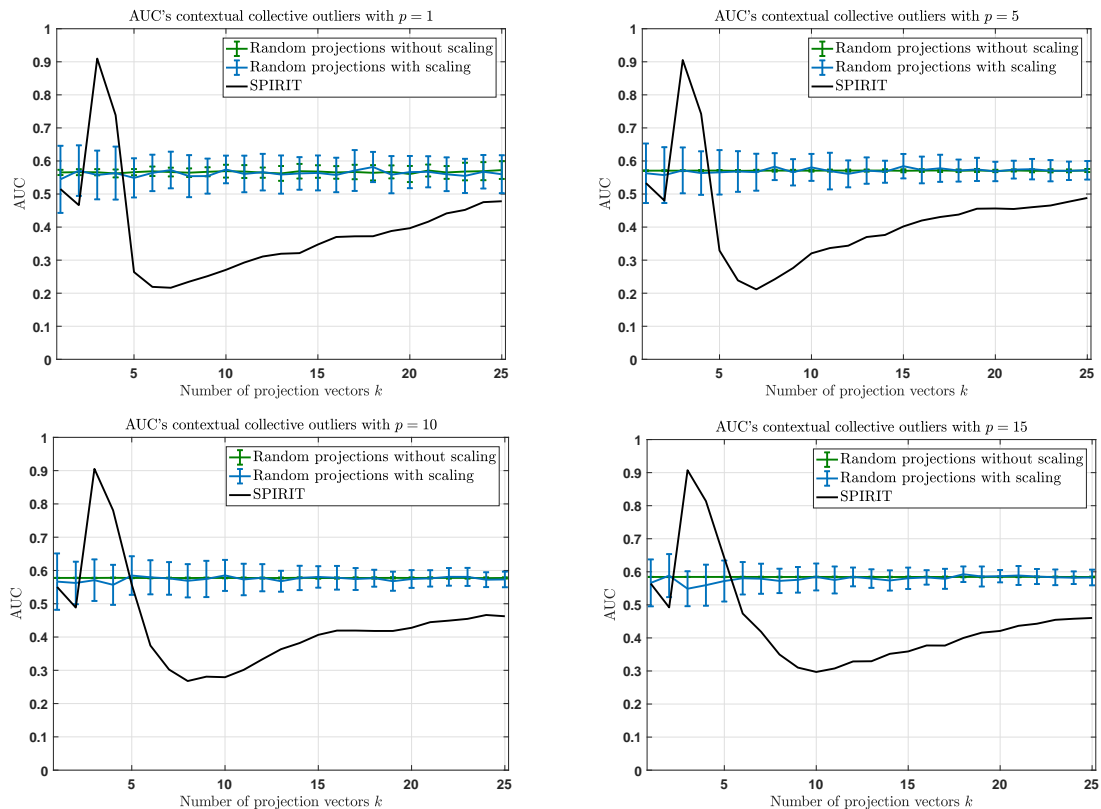 AUC's contextual collective outliers with p = 1
Random projections without scaling
Random projections with scaling
SPIRIT
AUC
1
0.9
0.8
0.7
0.6
0.5
0.4
0.3
0.2
0.1
0
5
10
15
20
25
Number of projection vectors k
AUC's contextual collective outliers with p = 5
Random projections without scaling
Random projections with scaling
SPIRIT
AUC
1
0.9
0.8
0.7
0.6
0.5
0.4
0.3
0.2
0.1
0
5
10
15
20
25
Number of projection vectors k
AUC's contextual collective outliers with p = 10
Random projections without scaling
Random projections with scaling
SPIRIT
AUC
1
0.9
0.8
0.7
0.6
0.5
0.4
0.3
0.2
0.1
0
5
10
15
20
25
Number of projection vectors k
AUC's contextual collective outliers with p = 15
Random projections without scaling
Random projections with scaling
SPIRIT
AUC
1
0.9
0.8
0.7
0.6
0.5
0.4
0.3
0.2
0.1
0
5
10
15
20
25
Number of projection vectors k